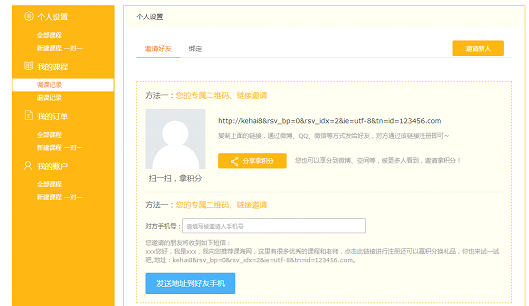 个人设置
全部课程
新建课程 一对一
我的课程
邀课记录
邀课记录
我的订单
全部课程
新建课程 一对一
我的账户
全部课程
新建课程 一对一
个人设置
邀请好友
绑定
邀请新人
方法一：您的专属二维码、链接邀请
http://kehai8&rsv_bp=0&rsv_idx=2&ie=utf-8&tn=id=123456.com
复制上面的链接，通过微博、QQ、微信等方式发给好友，对方通过该链接注册即可~
分享拿积分
您也可以享分到微博、空间等，被更多人看到，邀请拿积分！
扫一扫，拿积分
方法一：您的专属二维码、链接邀请
对方手机号：
请填写被邀请人手机号
您邀请的朋友将收到如下短信：
xxx您好，我是xxx，我向您推荐课海网，这里有很多优秀的课程和老师，点击此链接进行注册还可以赢积分换礼品，你也来试一试
吧,地址：kehai8&rsv_bp=0&rsv_idx=2&ie=utf-8&tn=id=123456.com。
发送地址到好友手机